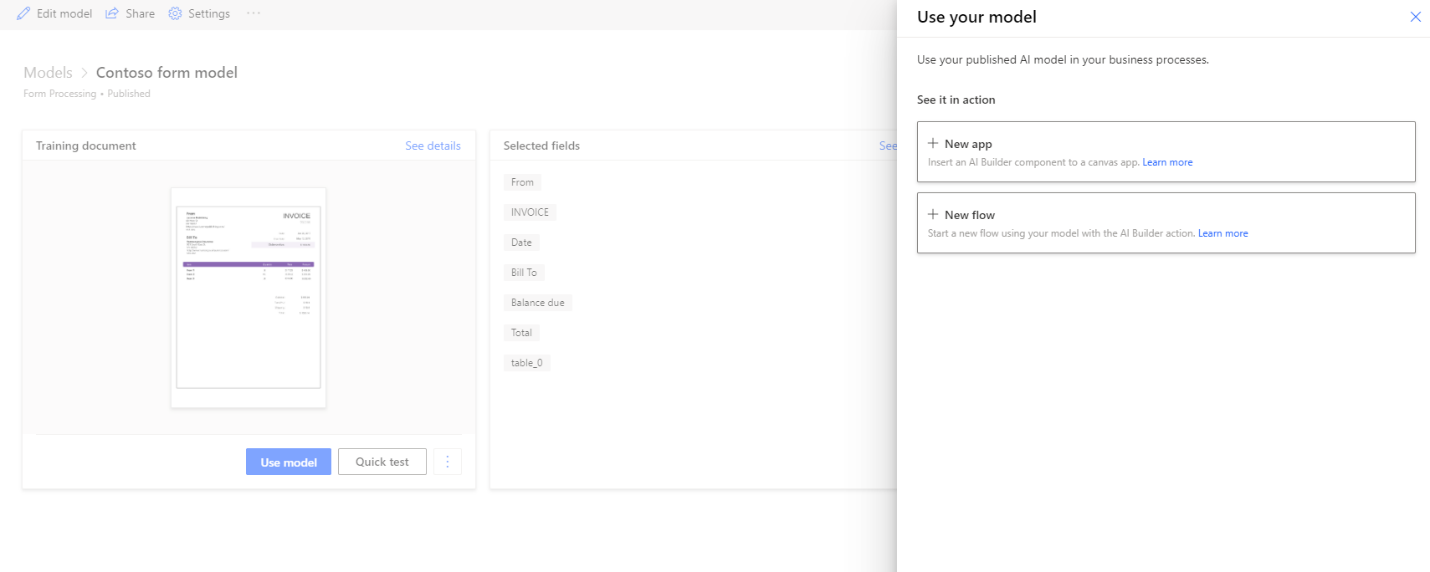 Edit model Share Settings ...
Use your model
Use your published AI model in your business processes.
See it in action
+ New app
Insert an AI Builder component to a canvas app. Learn more
+ New flow
Start a new flow using your model with the AI Builder action. Learn more
Models > Contoso form model
Form Processing • Published
Training document See details
INVOICE
Use model Quick test
Selected fields See
From
INVOICE
Date
Bill To
Balance due
Total
table_0